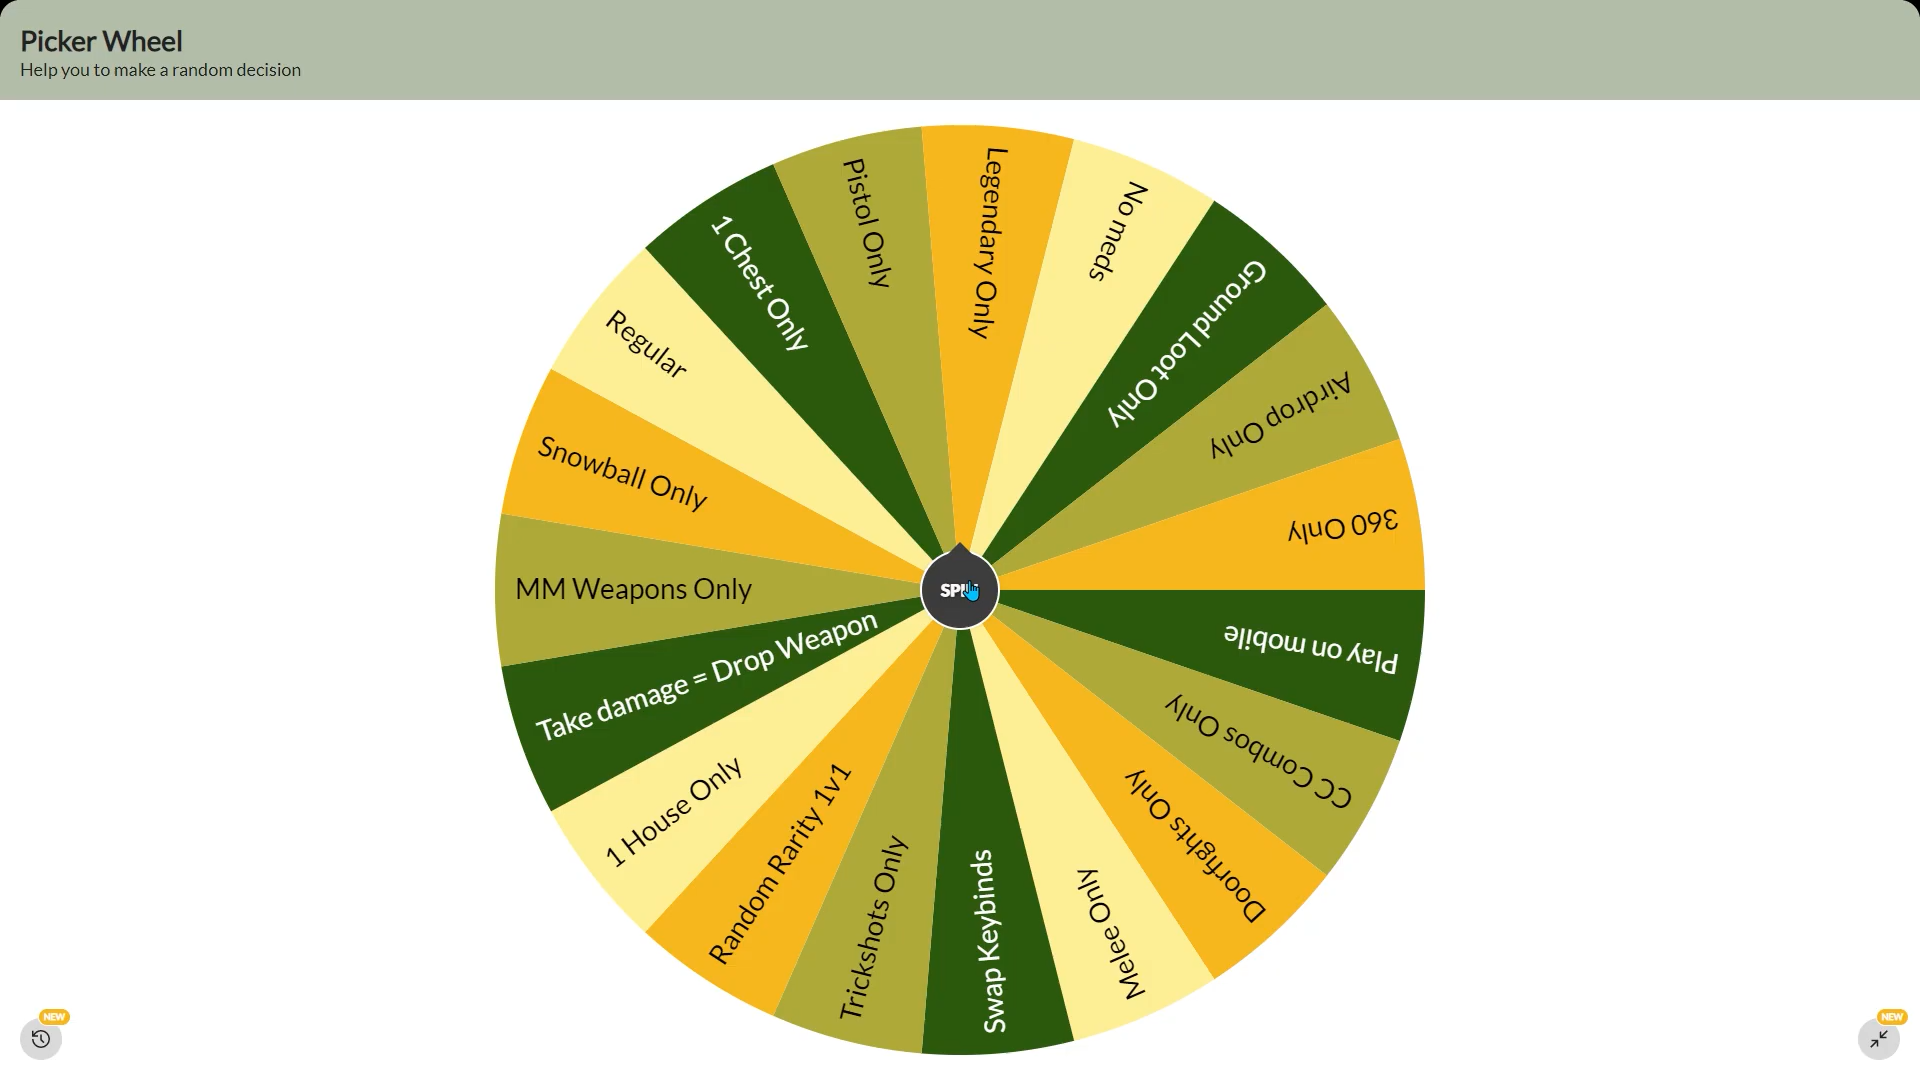 Picker Wheel
Help you to make a random decision
Legendary Only
No meds
Ground Loot Only
Airdrop Only
360 Only
Play on mobile
CC Combos Only
Doorfights Only
Melee Only
Swap Keybinds
Trickshots Only
Random Rarity 1v1
1 House Only
Take damage = Drop Weapon
MM Weapons Only
Snowball Only
Regular
1 Chest Only
Pistol Only
NEW
NEW